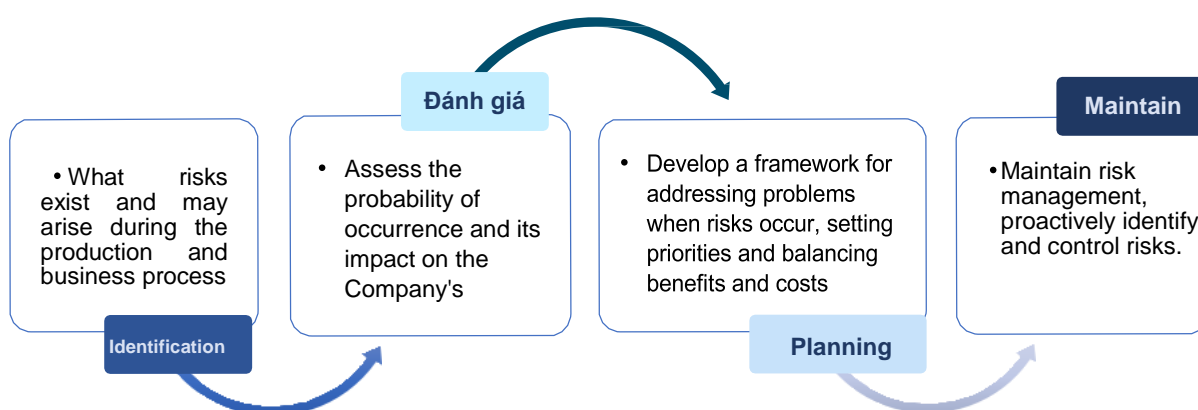 • What risks
exist and may
arise during the
production and
business process
Identification
Đánh giá
• Assess the
probability of
occurrence and its
impact on the
Company's
• Develop a framework for
addressing problems
when risks occur, setting
priorities and balancing
benefits and costs
Planning
Maintain
• Maintain risk
management,
proactively identify
and control risks.